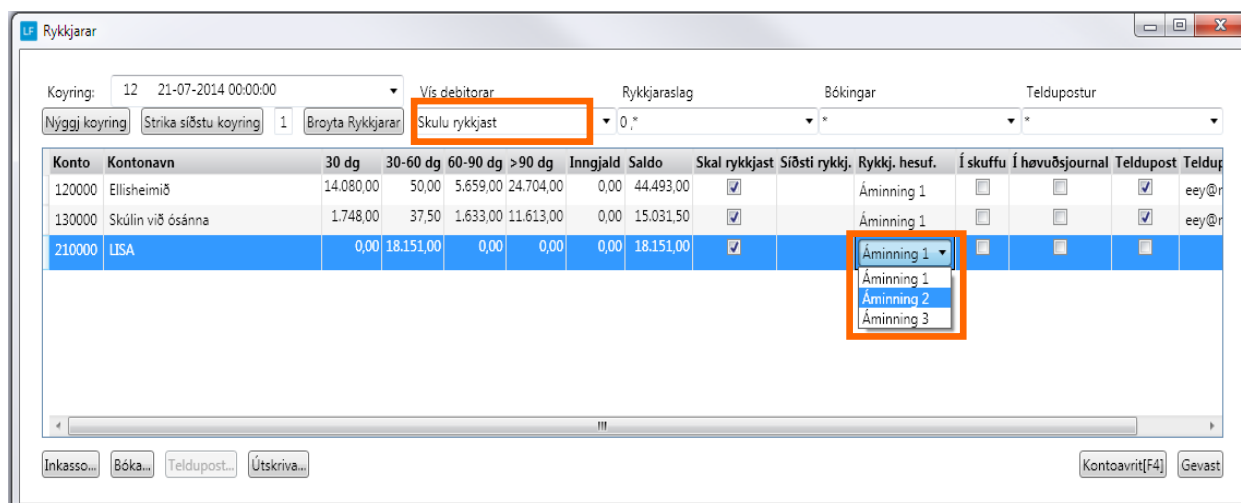 LF Rykkjarar
Koyring: 12 21-07-2014 00:00:00 Vís debitorar Rykkjaraslag Bókingar Teldupostur
Nýggj koyring Strika síðstu koyring 1 Broyta Rykkjarar Skulu rykkjast 0 ,* * *
Konto Kontonavn 30 dg 30-60 dg 60-90 dg >90 dg Inngjald Saldo Skal rykkjast Síðsti rykkj. Rykkj. hesuf. Í skuffu Í høvuðsjournal Teldupost Teldup
120000 Ellisheimið 14.080,00 50,00 5.659,00 24.704,00 0,00 44.493,00 Áminning 1 eey@r
130000 Skúlin við ósánna 1.748,00 37,50 1.633,00 11.613,00 0,00 15.031,50 Áminning 1 eey@r
210000 LISA 0,00 18.151,00 0,00 0,00 0,00 18.151,00 Áminning 1
Áminning 1
Áminning 2
Áminning 3
Inkasso... Bóka... Teldupost... Útskriva... Kontoavrit[F4] Gevast